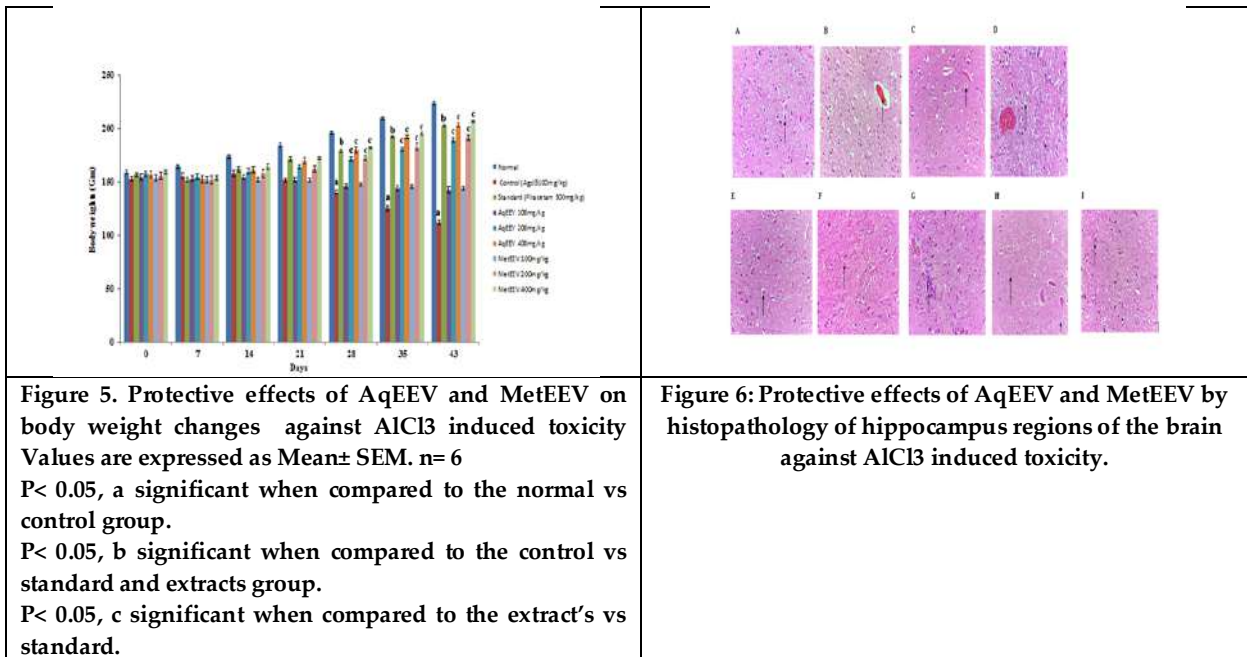 A B C D
250
200
150
100
50
0
Body weight (Gm)
b c c c c
a
b c c c c
a
b c c c c
a
Normal
Standard (Piracetam
AqEEV 100mg/kg
AqEEV 200mg/kg
AqEEV 400mg/kg
MetEEV 100mg/kg
MetEEV 200mg/kg
MetEEV 400mg/kg
0 7 14 21 28 35 43
Days
E F G H I
Figure 5. Protective effects of AqEEV and MetEEV on
body weight changes against AlCl3 induced toxicity
Values are expressed as Mean± SEM. n= 6
P< 0.05, a significant when compared to the normal vs
control group.
P< 0.05, b significant when compared to the control vs
standard and extracts group.
P< 0.05, c significant when compared to the extract's vs
standard.
Figure 6: Protective effects of AqEEV and MetEEV by
histopathology of hippocampus regions of the brain
against AlCl3 induced toxicity.